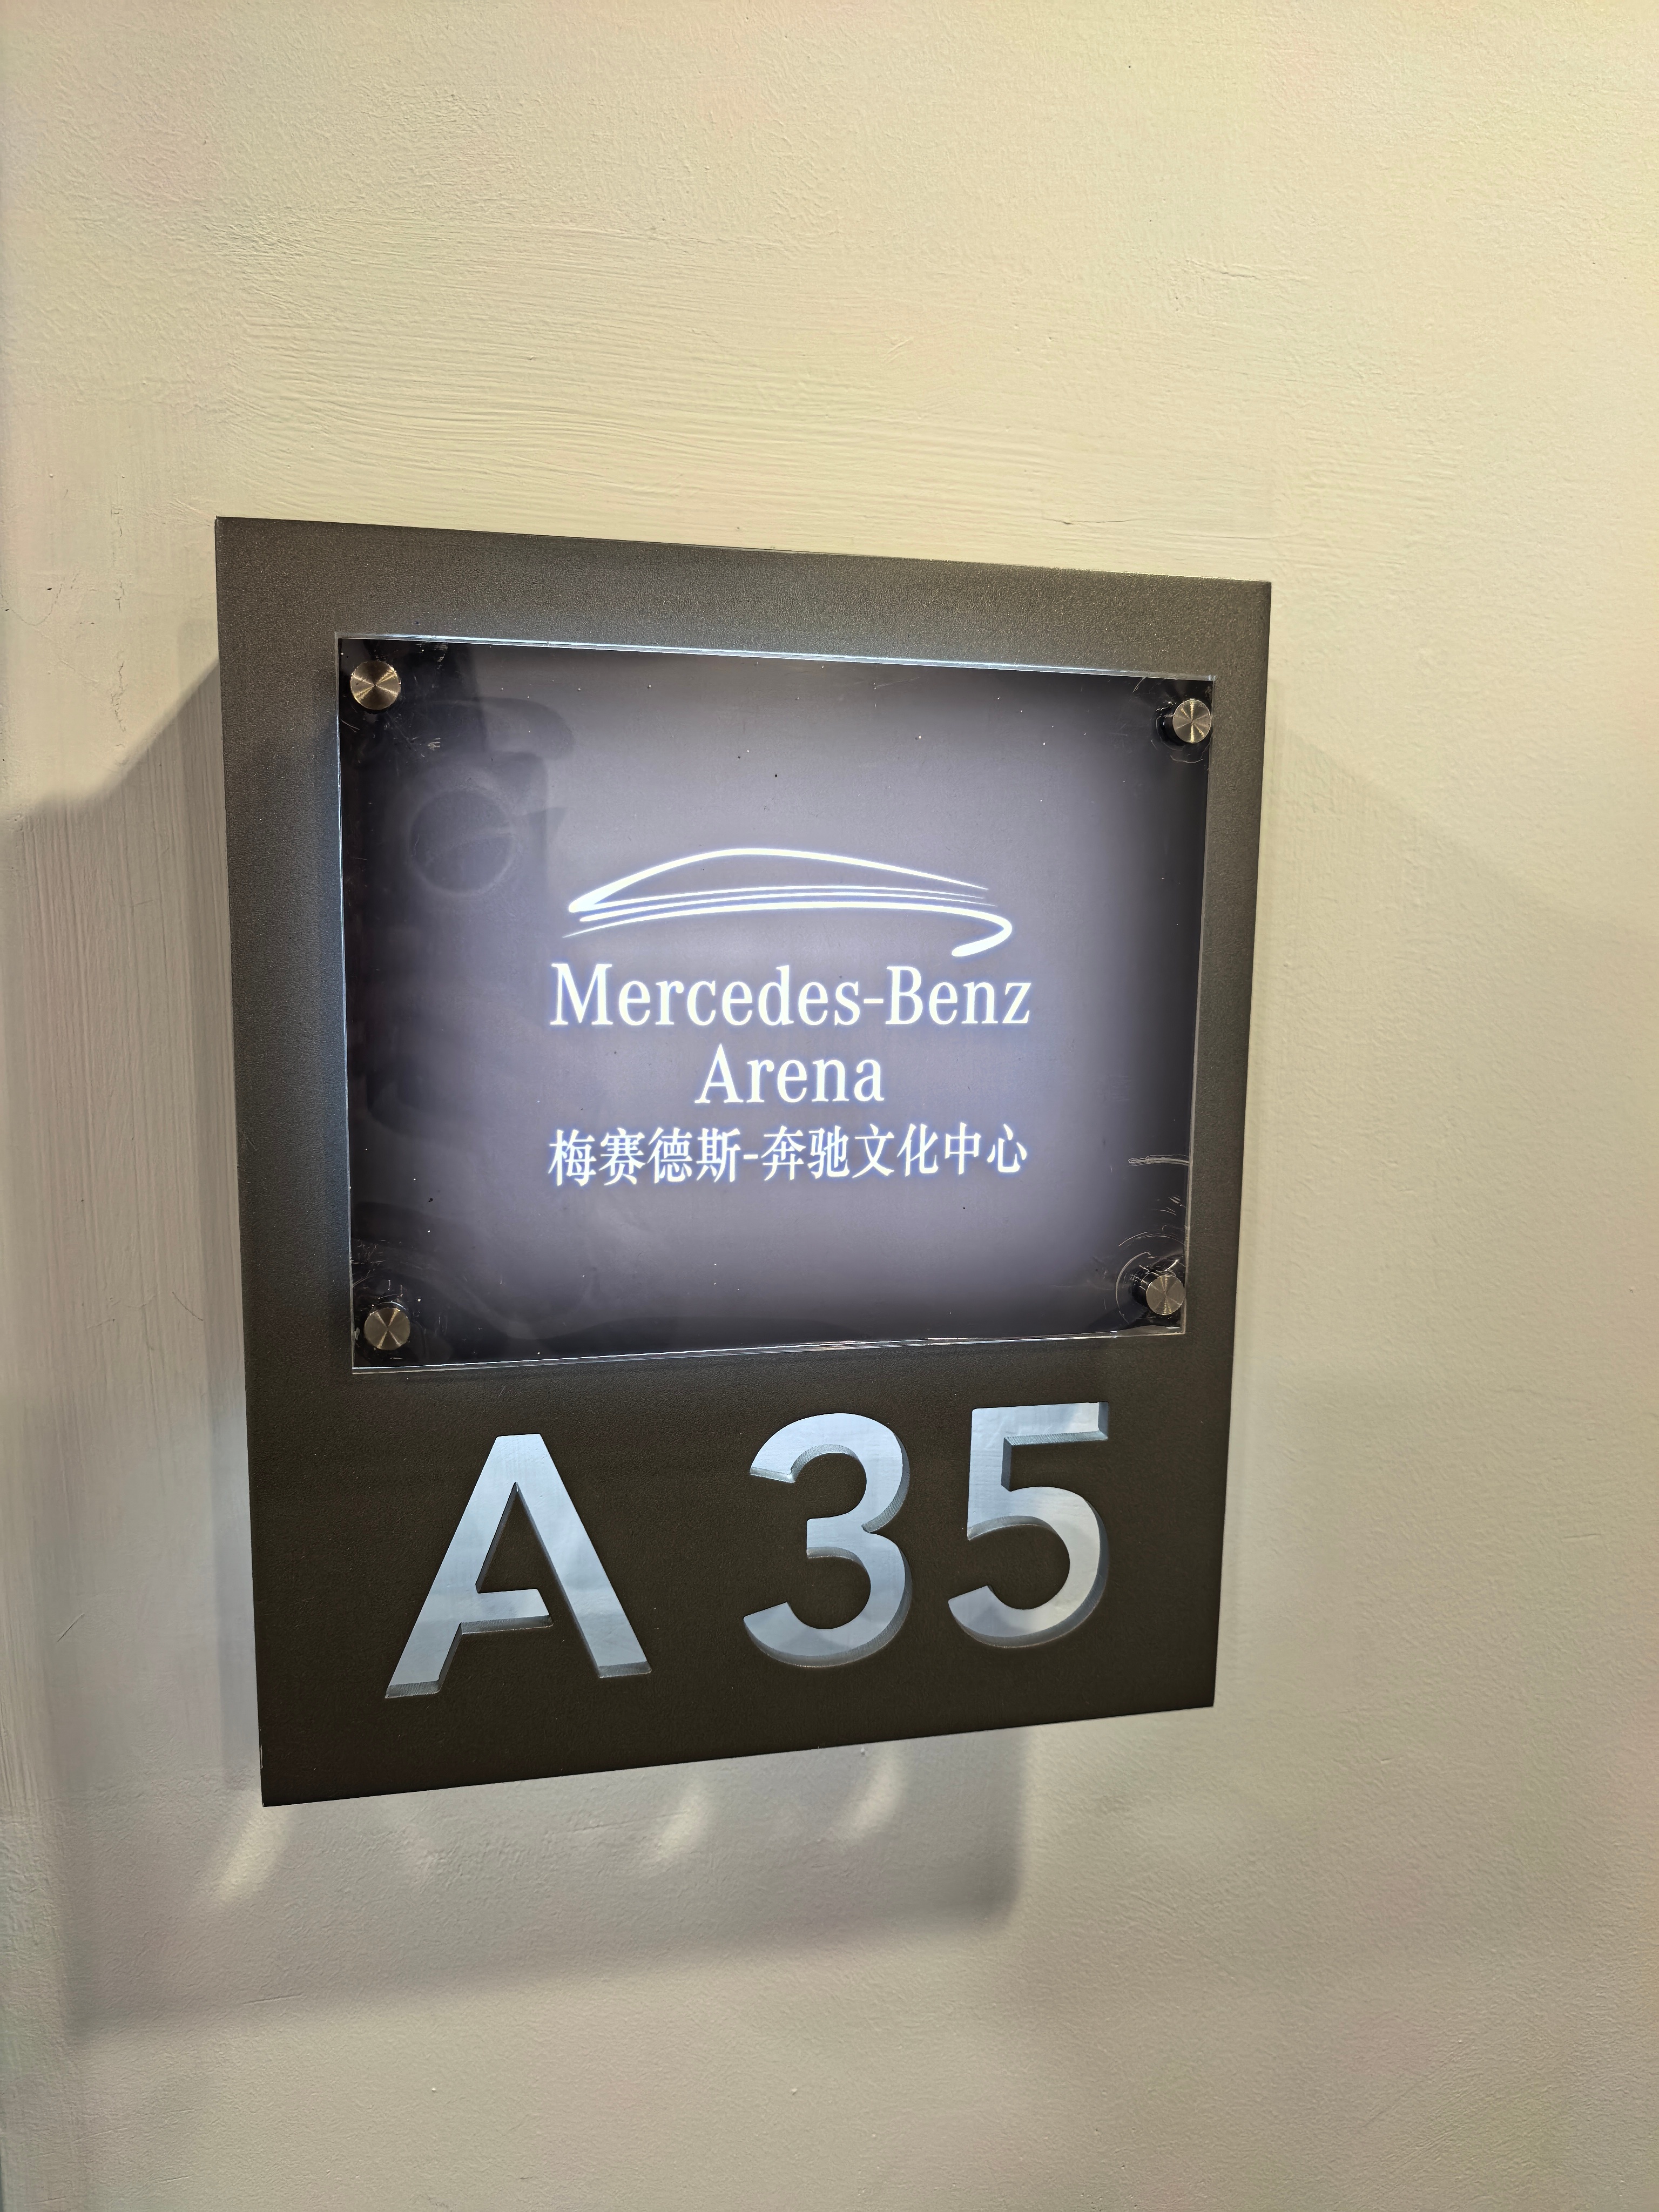 Mercedes-Benz
Arena
梅赛德斯-奔驰文化中心
A 35